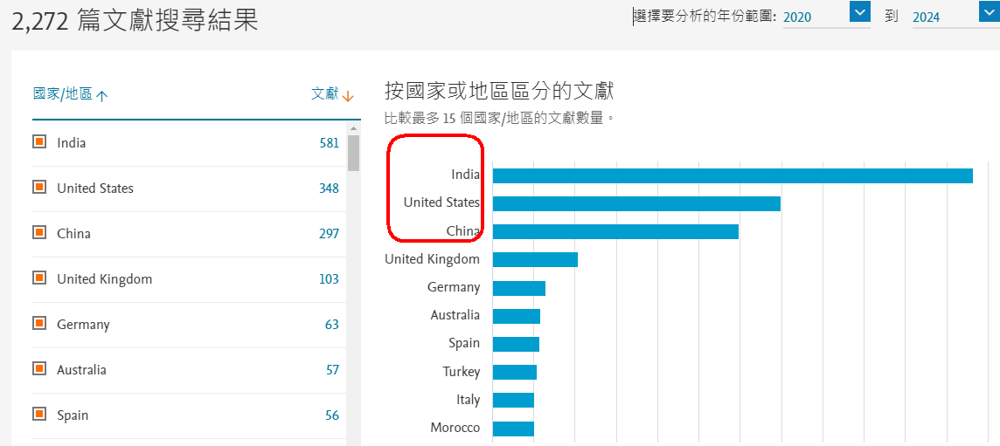 2,272 篇文獻搜尋結果
選擇要分析的年份範圍: 2020 到 2024
國家/地區 文獻
India 581
United States 348
China 297
United Kingdom 103
Germany 63
Australia 57
Spain 56
按國家或地區區分的文獻
比較最多 15 個國家/地區的文獻數量。
India
United States
China
United Kingdom
Germany
Australia
Spain
Turkey
Italy
Morocco